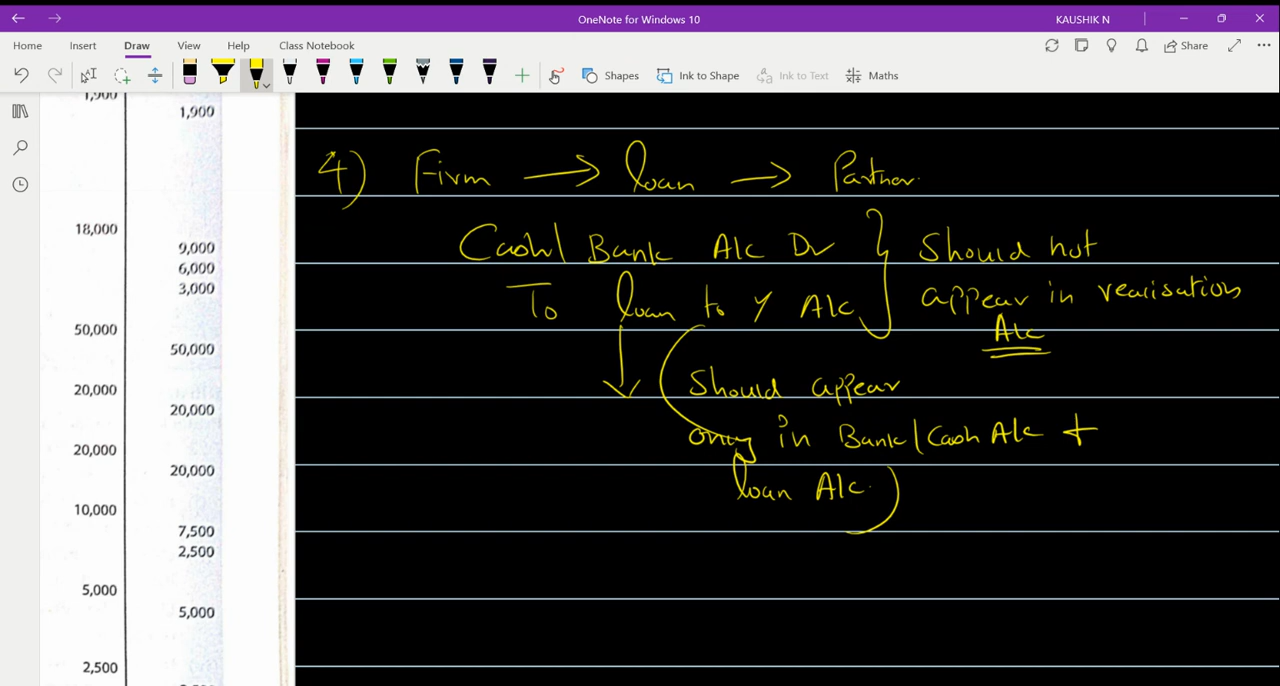 OneNote for Windows 10
KAUSHIK N
Home Insert Draw View Help Class Notebook
Share
Shapes Ink to Shape Ink to Text Maths
1,900
1,900
18,000
9,000
6,000
3,000
50,000
50,000
20,000
20,000
20,000
20,000
10,000
7,500
2,500
5,000
5,000
2,500
4) Firm → loan → Partner.
Cash/ Bank A/c Dr } Should not
To loan to Y A/c appear in realisation
A/c
↓ (Should appear
only in Bank/Cash A/c +
loan A/c.)